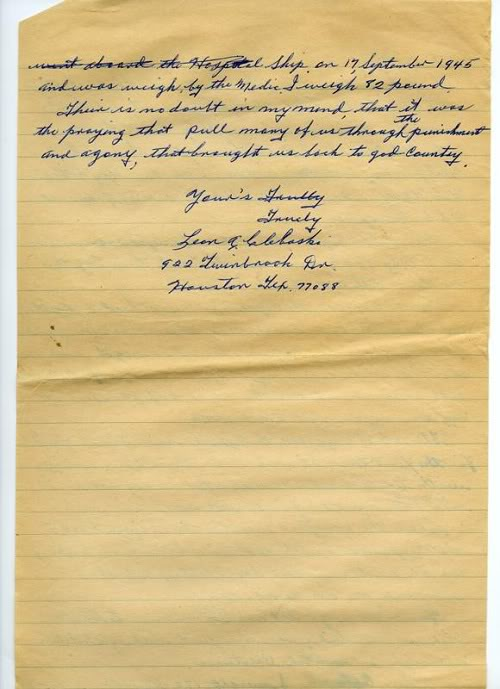 went aboard the Hospital Ship. on 17, September 1945
and was weigh, by the Medic, I weigh 82 pound.
Their is no doubt in my mind, that it was
the praying that pull many of us through the punishment
and agony, that brought us back to god Country.
Your's Trully
Truely
Leon
922 Twinbrook Dr.
Houston Tex. 77088